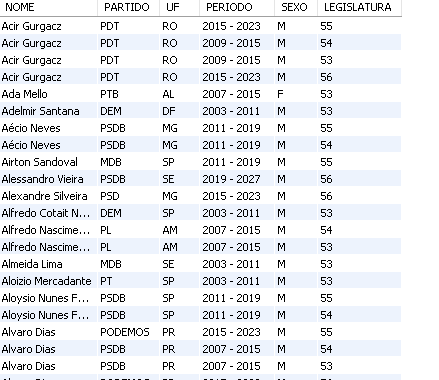 NOME PARTIDO UF PERIODO SEXO LEGISLATURA
Acir Gurgacz PDT RO 2015 - 2023 M 55
Acir Gurgacz PDT RO 2009 - 2015 M 54
Acir Gurgacz PDT RO 2009 - 2015 M 53
Acir Gurgacz PDT RO 2015 - 2023 M 56
Ada Mello PTB AL 2007 - 2015 F 53
Adelmir Santana DEM DF 2003 - 2011 M 53
Aécio Neves PSDB MG 2011 - 2019 M 55
Aécio Neves PSDB MG 2011 - 2019 M 54
Airton Sandoval MDB SP 2011 - 2019 M 55
Alessandro Vieira PSDB SE 2019 - 2027 M 56
Alexandre Silveira PSD MG 2015 - 2023 M 56
Alfredo Cotait N... DEM SP 2003 - 2011 M 53
Alfredo Nascime... PL AM 2007 - 2015 M 54
Alfredo Nascime... PL AM 2007 - 2015 M 53
Almeida Lima MDB SE 2003 - 2011 M 53
Aloizio Mercadante PT SP 2003 - 2011 M 53
Aloysio Nunes F... PSDB SP 2011 - 2019 M 55
Aloysio Nunes F... PSDB SP 2011 - 2019 M 54
Alvaro Dias PODEMOS PR 2015 - 2023 M 55
Alvaro Dias PSDB PR 2007 - 2015 M 54
Alvaro Dias PSDB PR 2007 - 2015 M 53